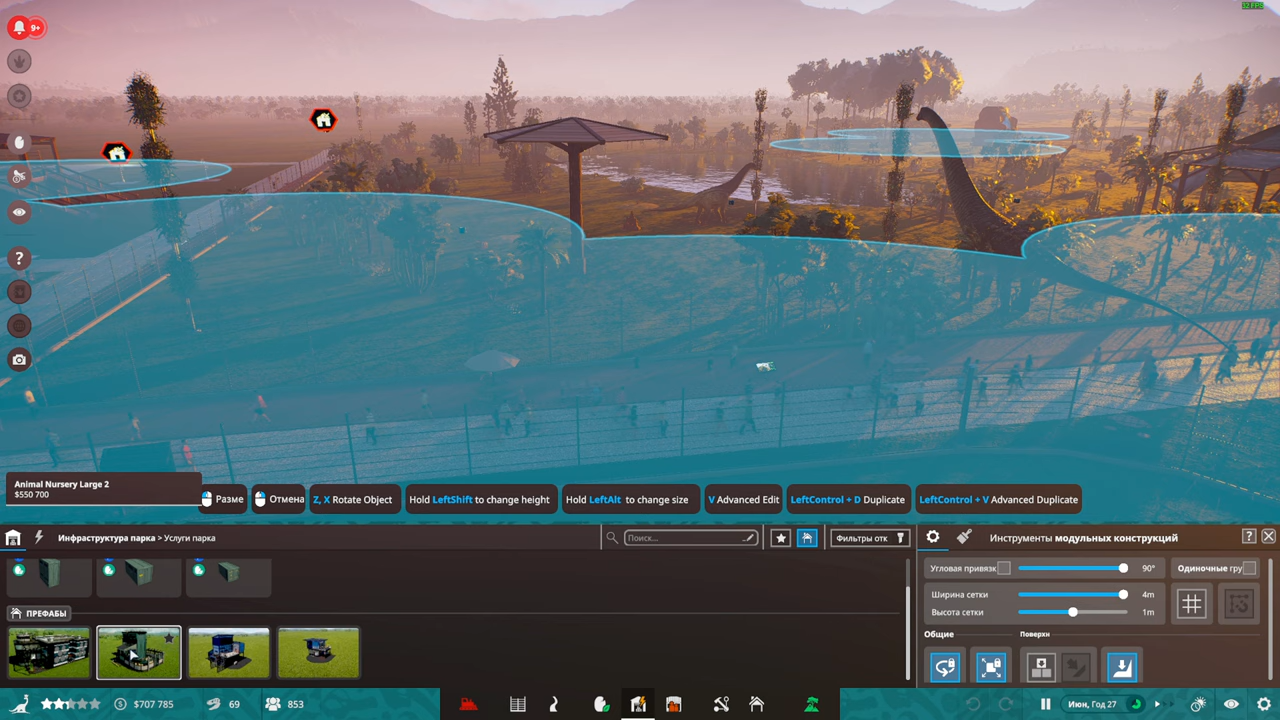 32 FPS
9+
?
Animal Nursery Large 2
$550 700
Разме
Отмена
Z, X Rotate Object
Hold LeftShift to change height
Hold LeftAlt to change size
V Advanced Edit
LeftControl + D Duplicate
LeftControl + V Advanced Duplicate
Инфраструктура парка > Услуги парка
Поиск...
Фильтры отк
Инструменты модульных конструкций
?
Угловая привязк
90°
Одиночные гру
Ширина сетки
4m
Высота сетки
1m
Общие
Поверхн
ПРЕФАБЫ
$707 785
69
853
Июн, Год 27